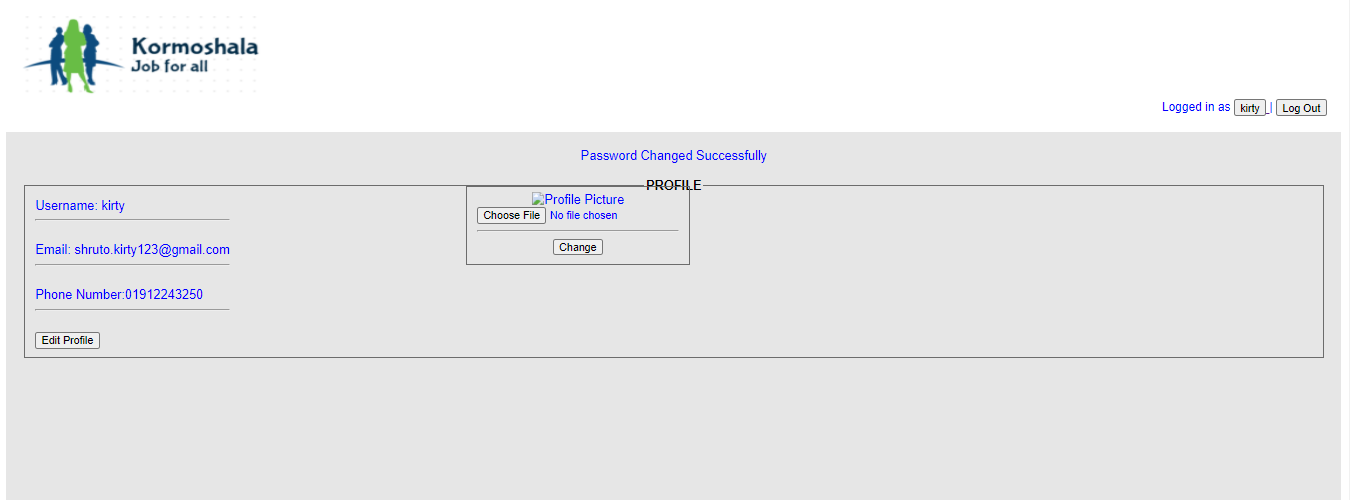 Kormoshala
Job for all
Logged in as kirty | Log Out
Password Changed Successfully
PROFILE
Username: kirty
Email: shruto.kirty123@gmail.com
Phone Number:01912243250
Edit Profile
Profile Picture
Choose File No file chosen
Change